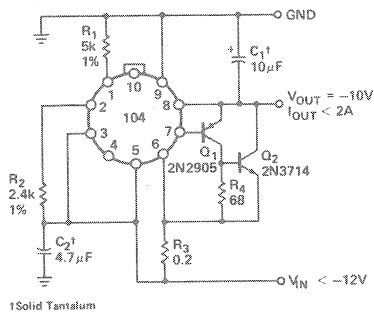 GND
R1
5k
1%
C1†
+
10μF
10
1
9
2
8
104
3
7
4
5
6
VOUT = −10V
IOUT < 2A
Q1
2N2905
Q2
2N3714
R2
2.4k
1%
R4
68
C2†
4.7μF
R3
0.2
VIN < −12V
†Solid Tantalum